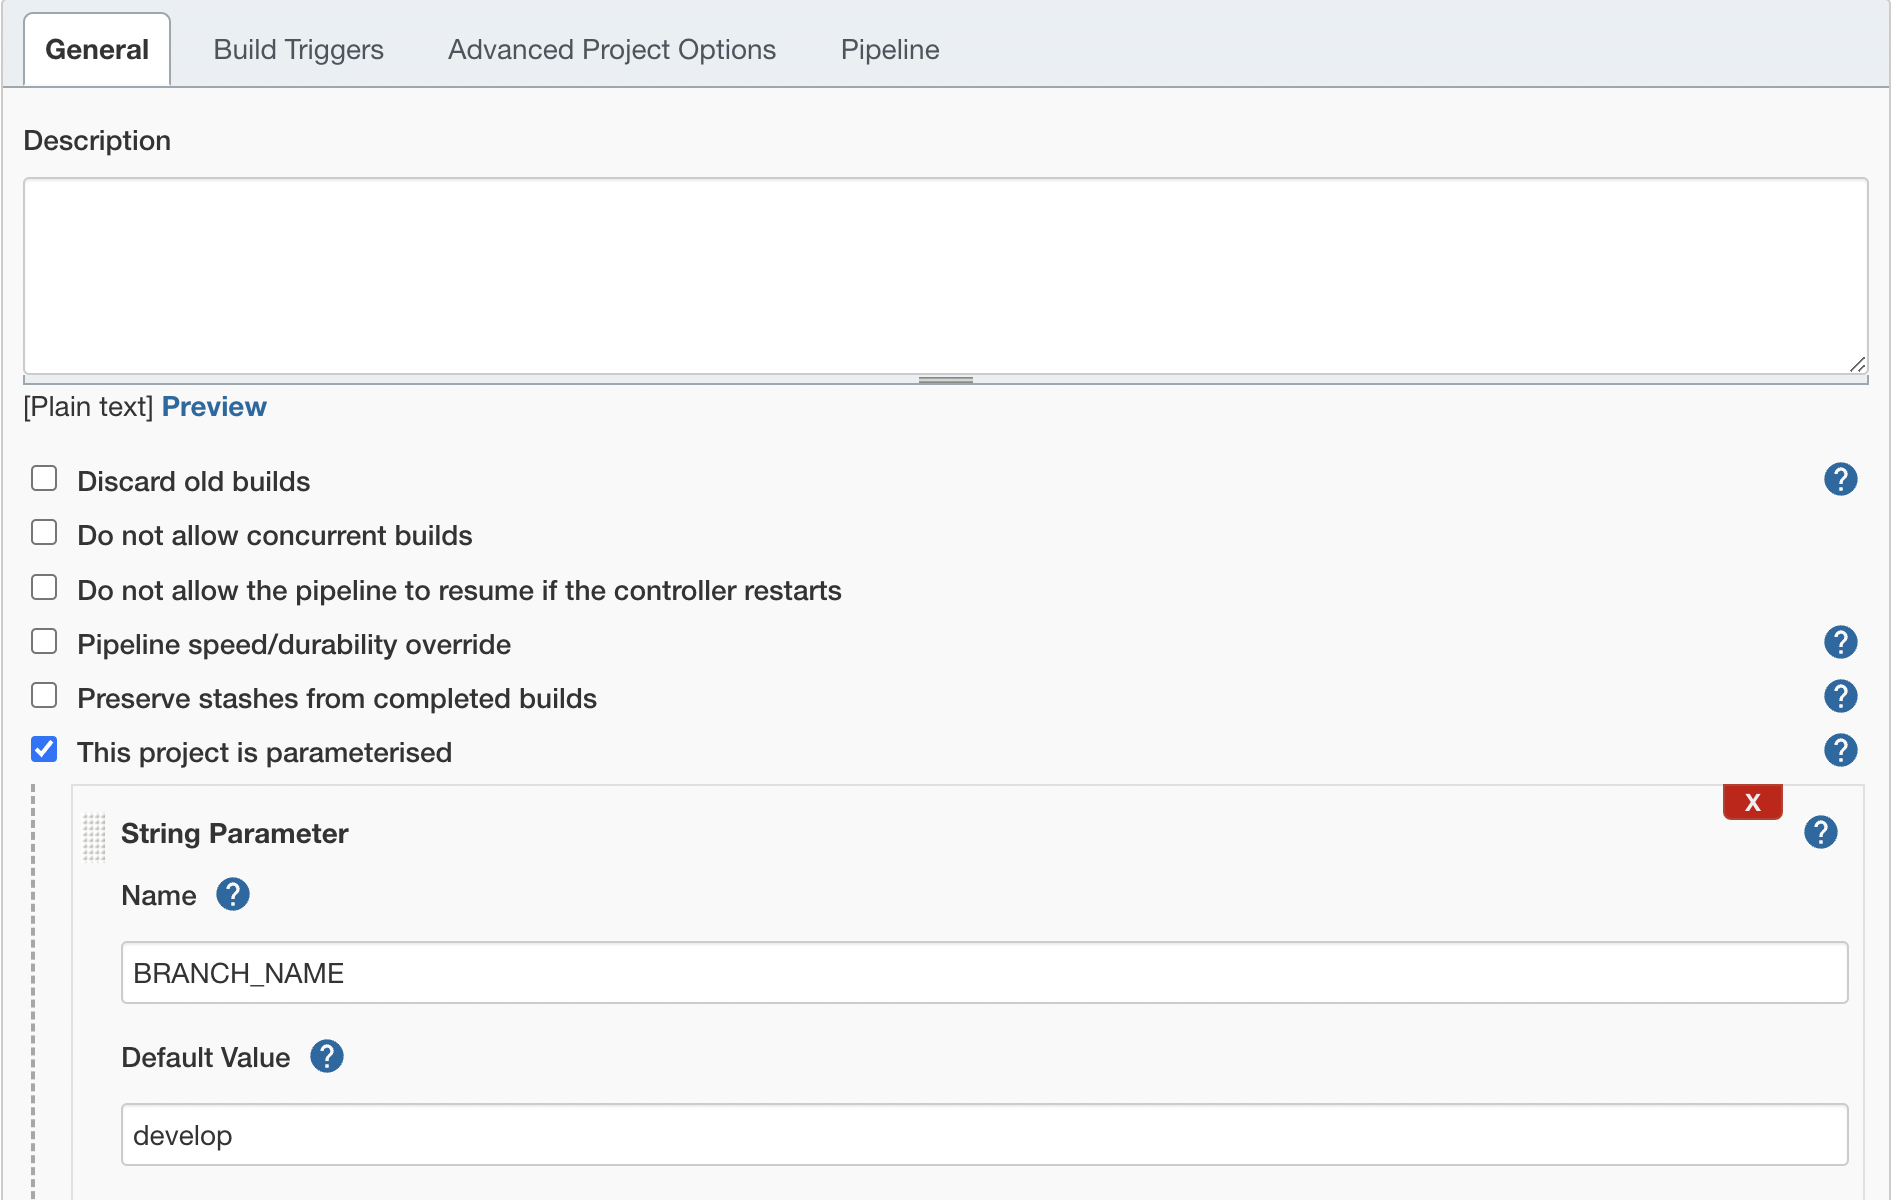 General Build Triggers Advanced Project Options Pipeline
Description
[Plain text] Preview
Discard old builds ?
Do not allow concurrent builds
Do not allow the pipeline to resume if the controller restarts
Pipeline speed/durability override ?
Preserve stashes from completed builds ?
This project is parameterised ?
X
String Parameter ?
Name ?
BRANCH_NAME
Default Value ?
develop